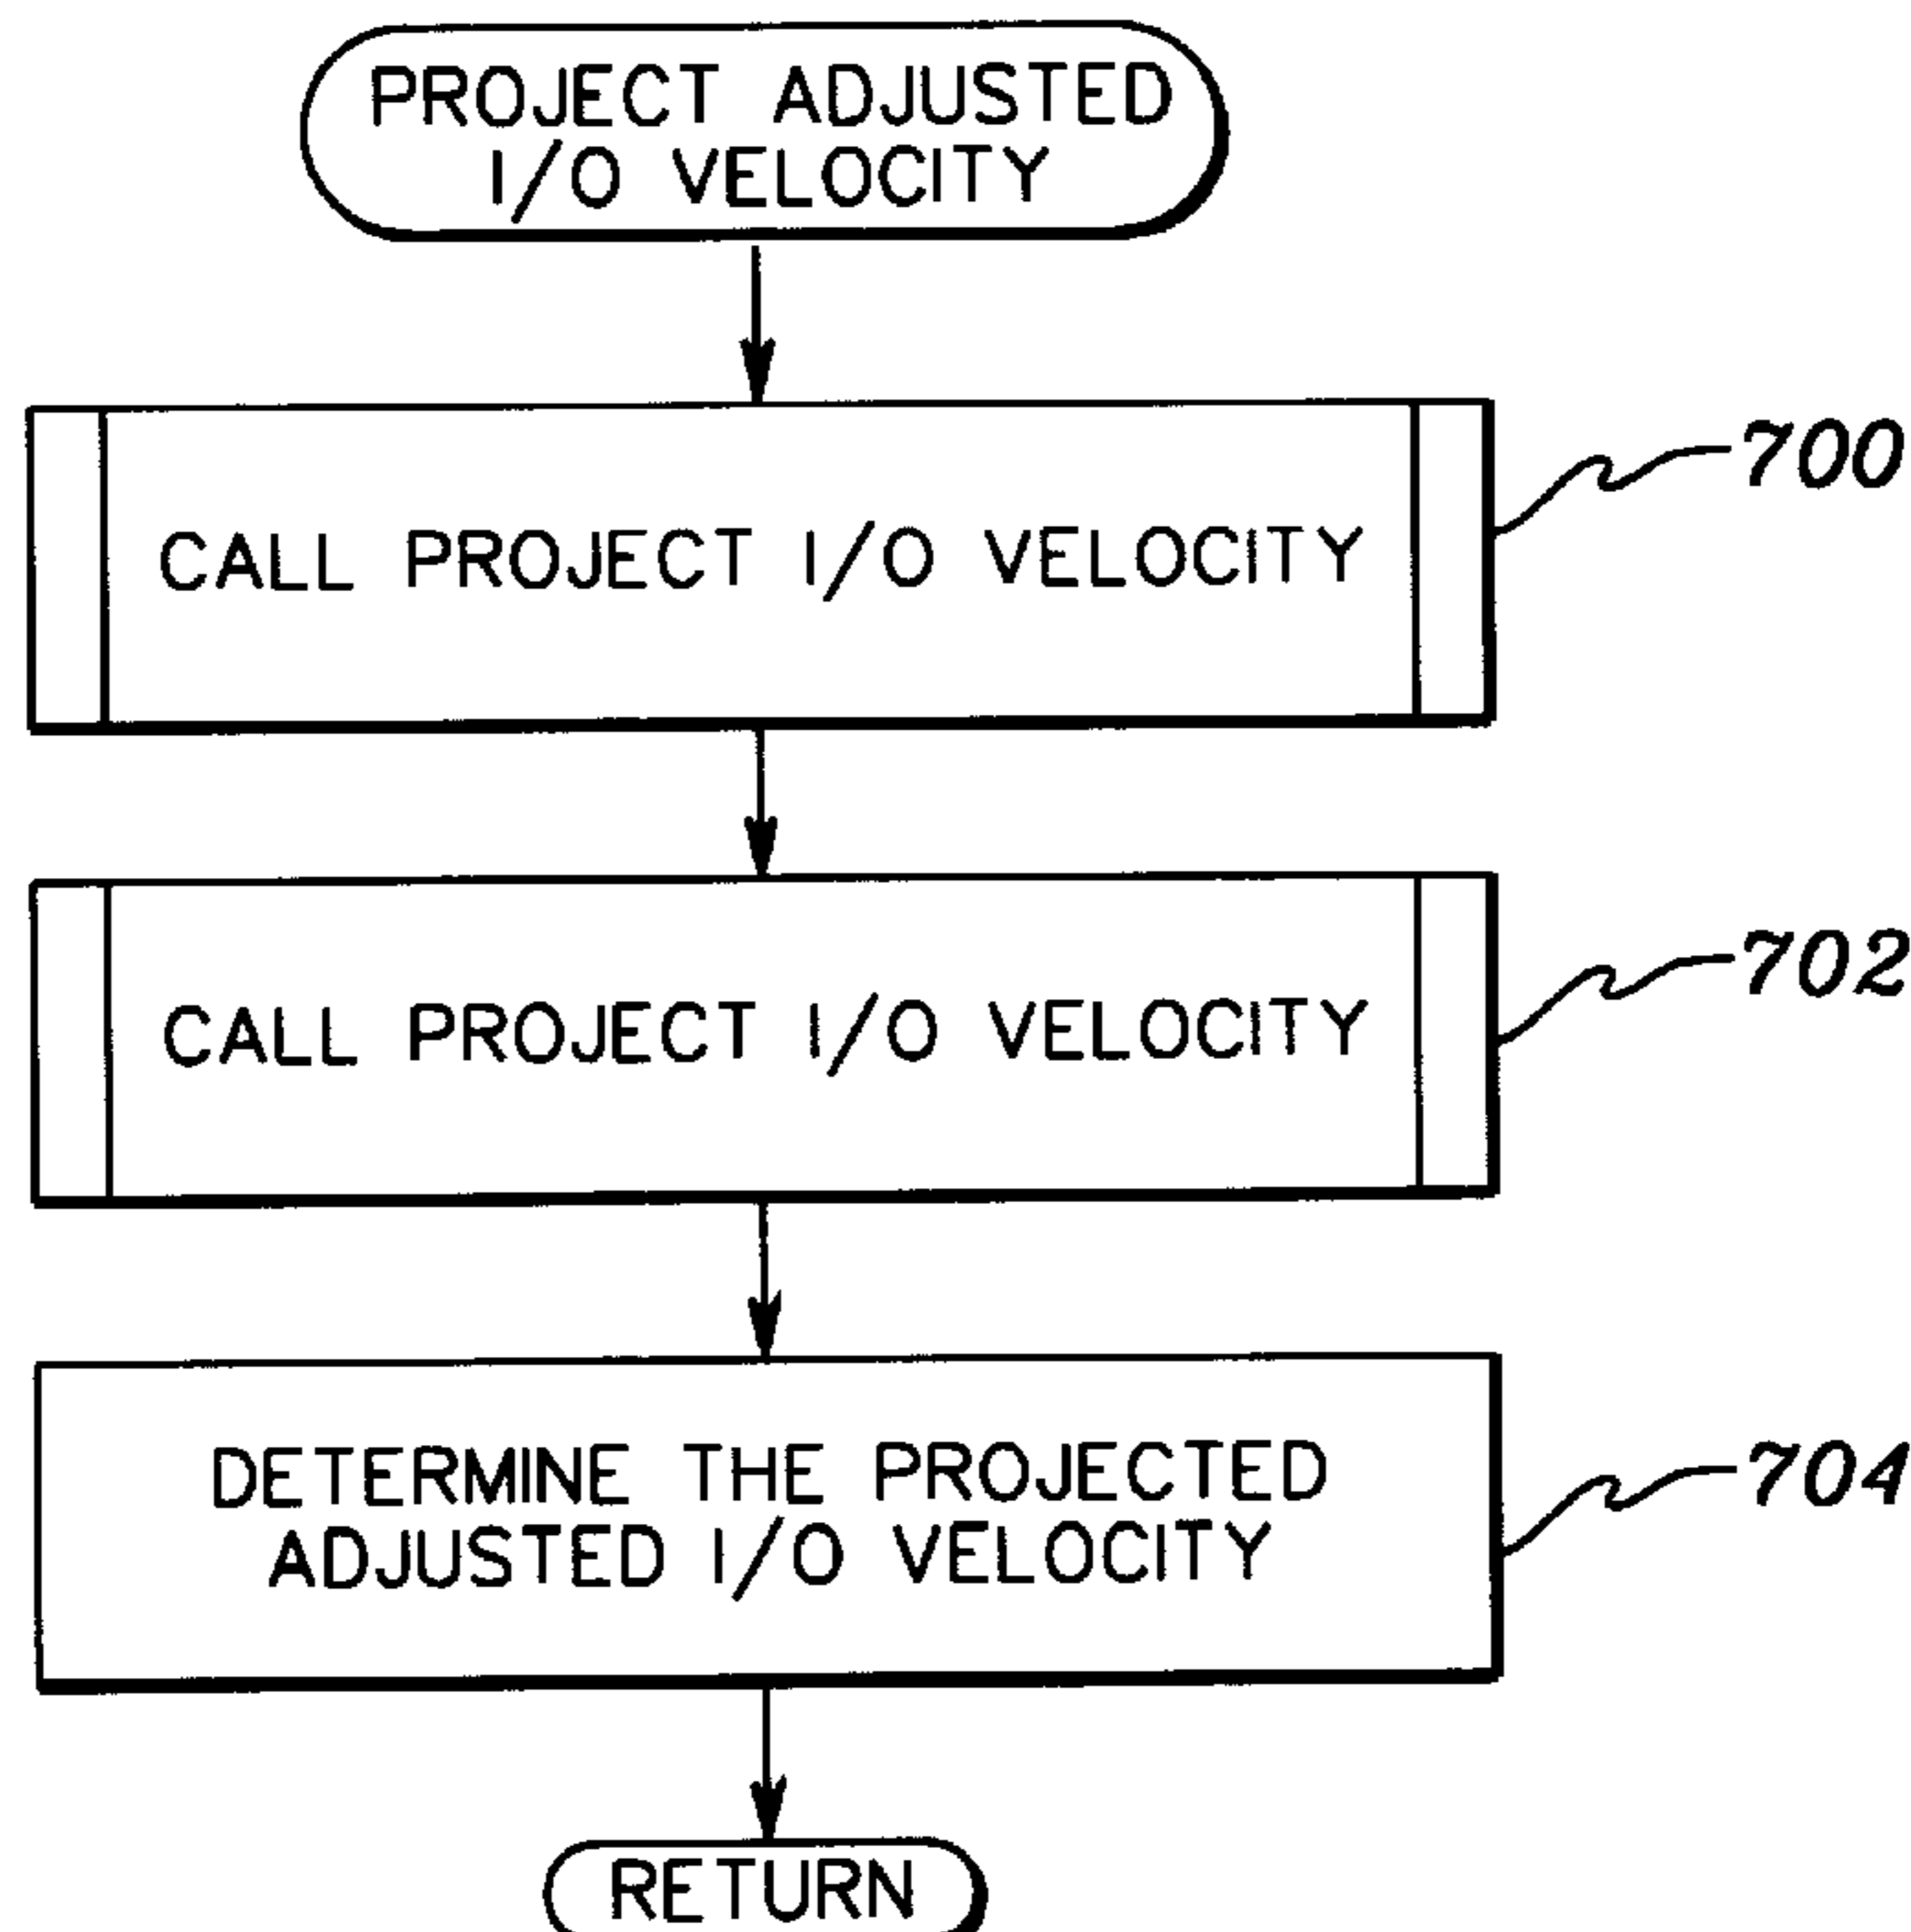 PROJECT ADJUSTED
I/O VELOCITY
CALL PROJECT I/O VELOCITY
700
CALL PROJECT I/O VELOCITY
702
DETERMINE THE PROJECTED
ADJUSTED I/O VELOCITY
704
RETURN